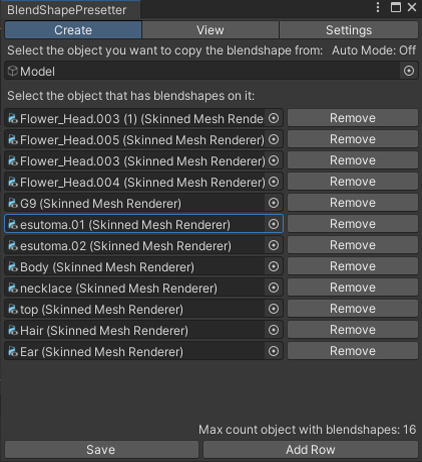 BlendShapePresetter
Create View Settings
Select the object you want to copy the blendshape from: Auto Mode: Off
Model
Select the object that has blendshapes on it:
Flower_Head.003 (1) (Skinned Mesh Rende Remove
Flower_Head.005 (Skinned Mesh Renderer) Remove
Flower_Head.003 (Skinned Mesh Renderer) Remove
Flower_Head.004 (Skinned Mesh Renderer) Remove
G9 (Skinned Mesh Renderer) Remove
esutoma.01 (Skinned Mesh Renderer) Remove
esutoma.02 (Skinned Mesh Renderer) Remove
Body (Skinned Mesh Renderer) Remove
necklace (Skinned Mesh Renderer) Remove
top (Skinned Mesh Renderer) Remove
Hair (Skinned Mesh Renderer) Remove
Ear (Skinned Mesh Renderer) Remove
Max count object with blendshapes: 16
Save Add Row